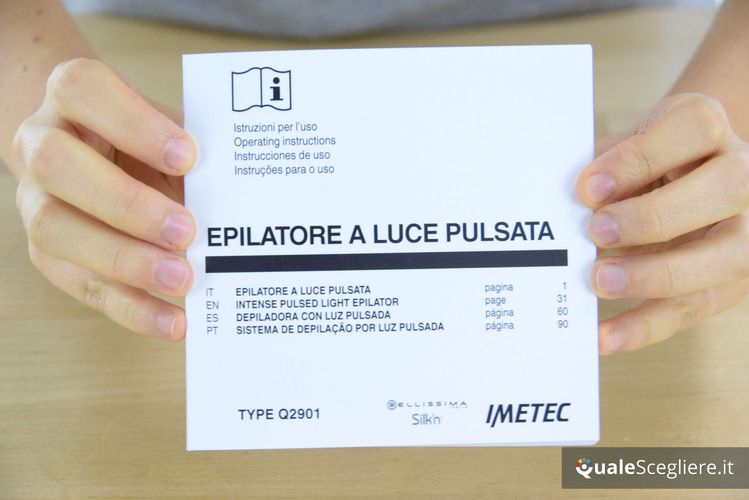 i
Istruzioni per l'uso
Operating instructions
Instrucciones de uso
Instruções para o uso
EPILATORE A LUCE PULSATA
IT EPILATORE A LUCE PULSATA pagina 1
EN INTENSE PULSED LIGHT EPILATOR page 31
ES DEPILADORA CON LUZ PULSADA página 60
PT SISTEMA DE DEPILAÇÃO POR LUZ PULSADA página 90
TYPE Q2901
BELLISSIMA
Silk'n
IMETEC
QualeScegliere.it